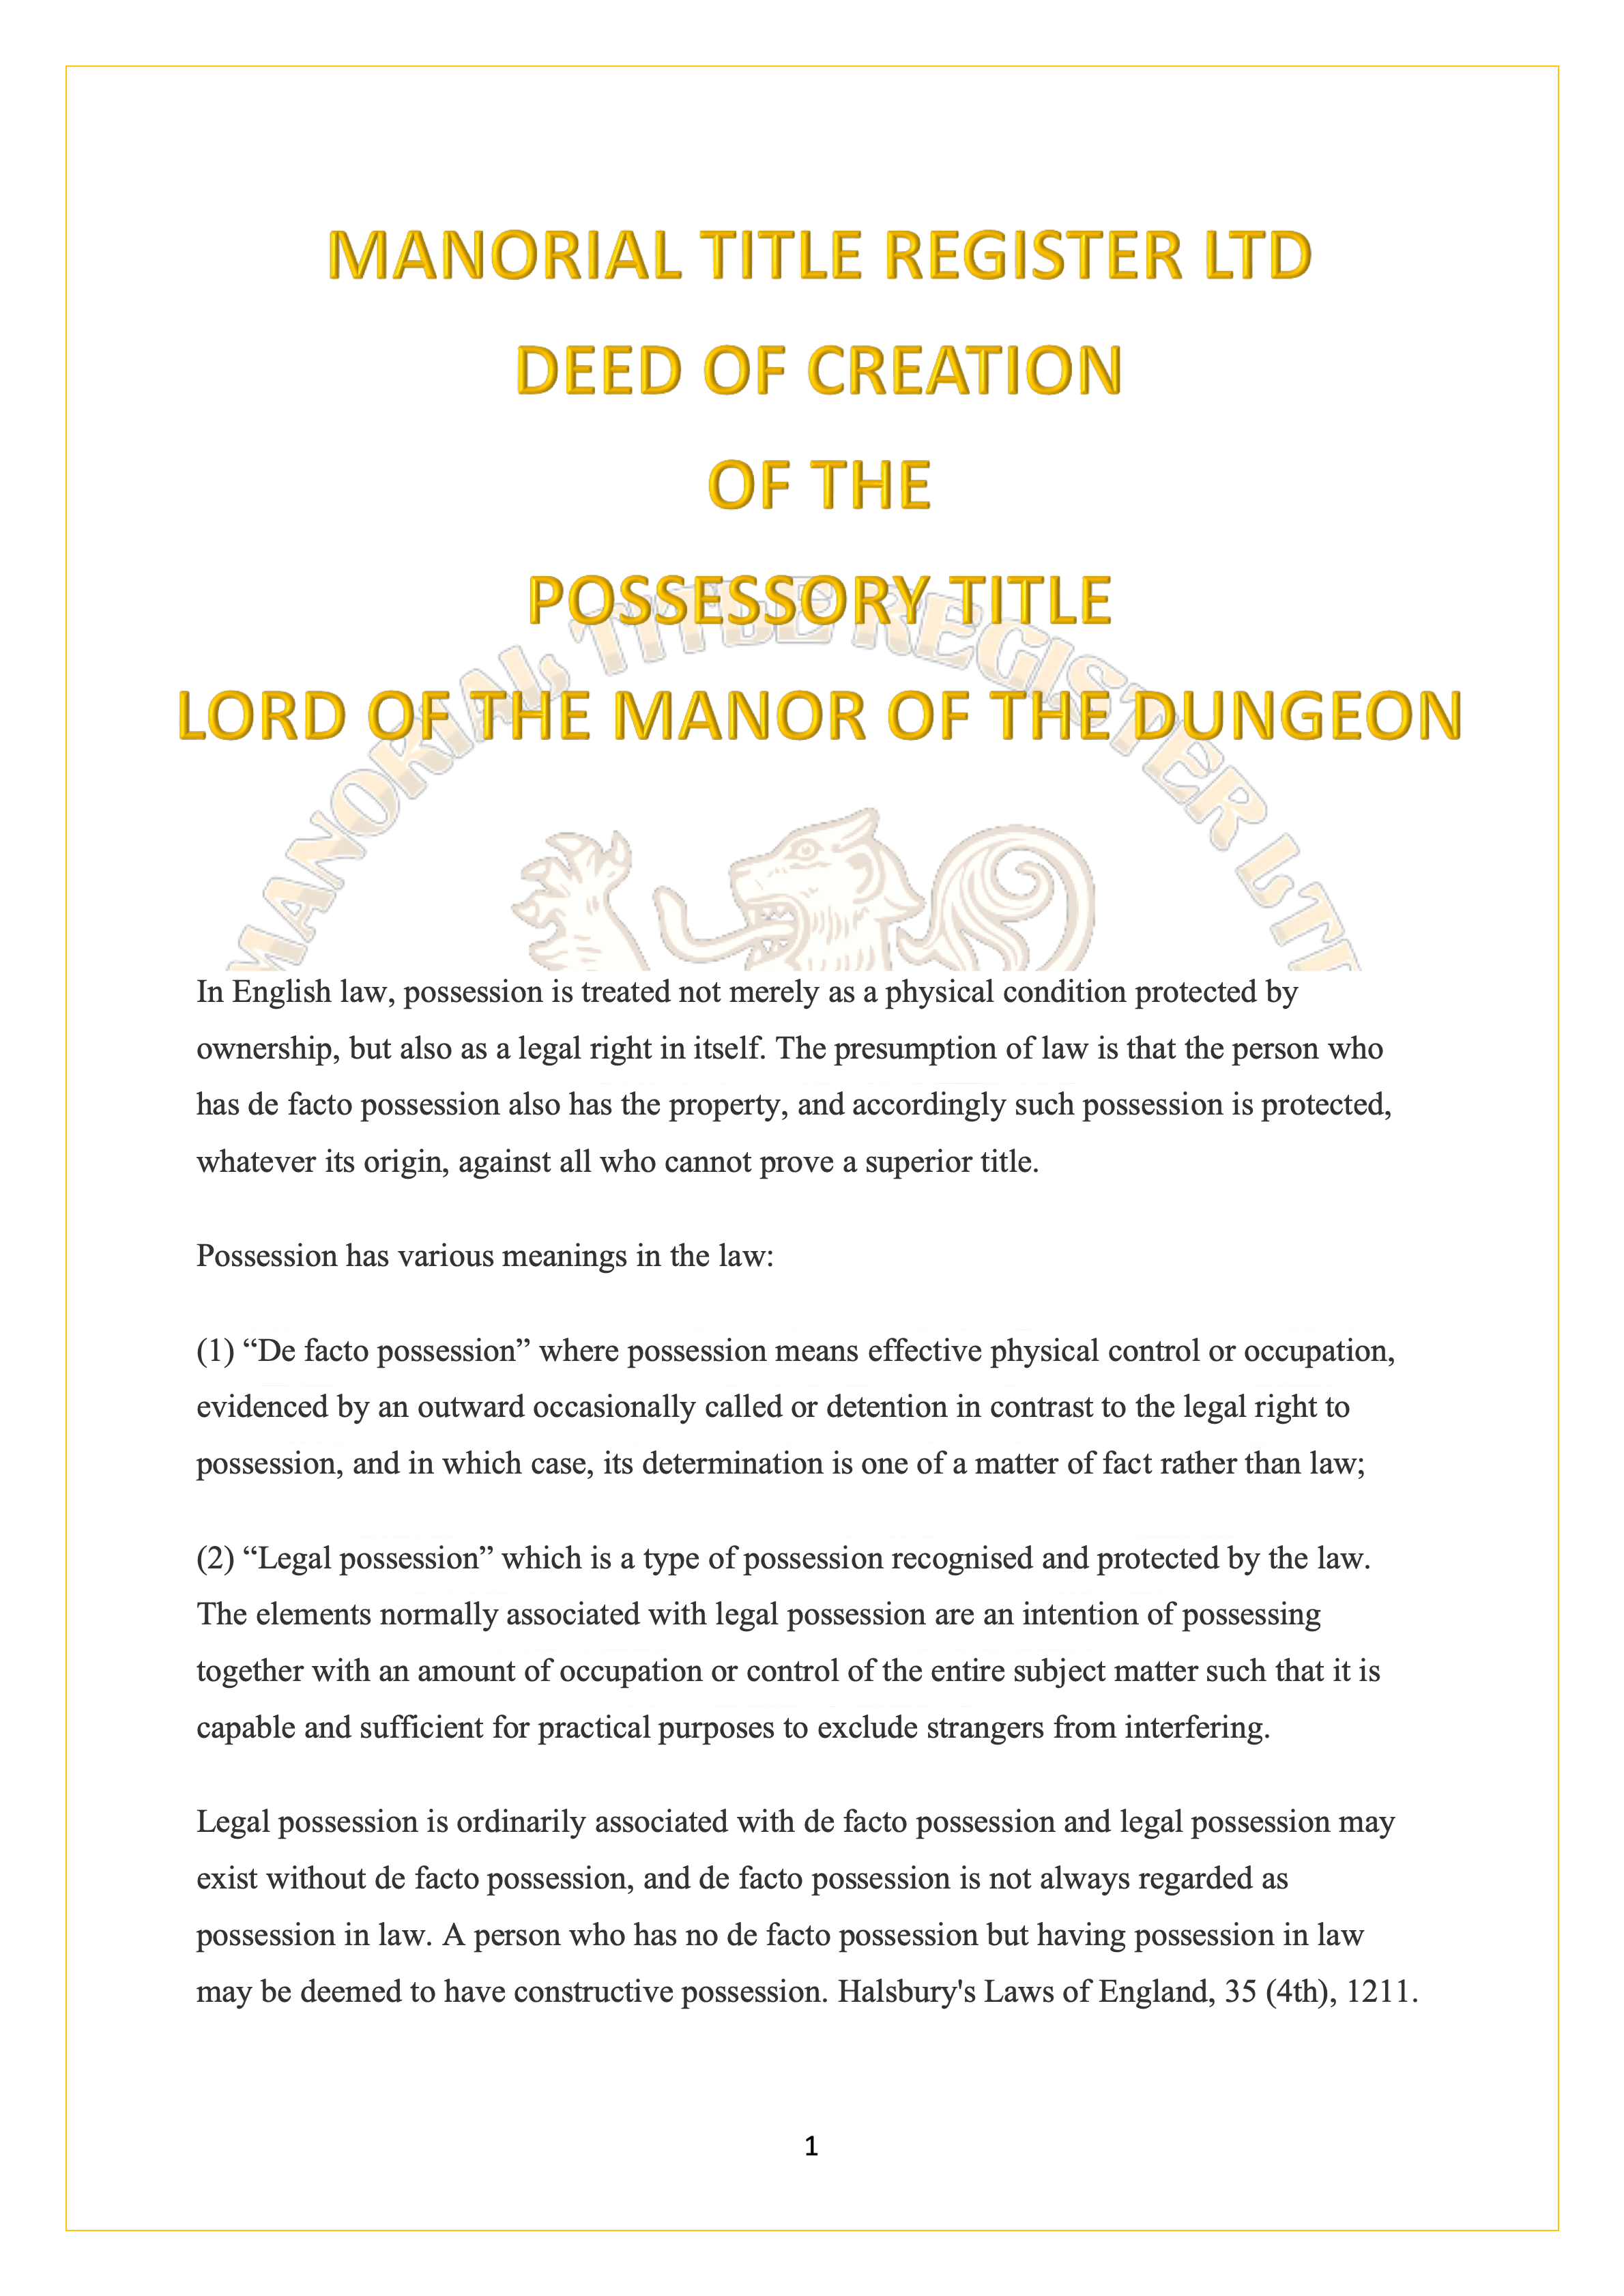 MANORIAL TITLE REGISTER LTD
DEED OF CREATION
OF THE
POSSESSORY TITLE
MANORIAL TITLE REGISTER LTD
LORD OF THE MANOR OF THE DUNGEON
In English law, possession is treated not merely as a physical condition protected by
ownership, but also as a legal right in itself. The presumption of law is that the person who
has de facto possession also has the property, and accordingly such possession is protected,
whatever its origin, against all who cannot prove a superior title.
Possession has various meanings in the law:
(1) “De facto possession” where possession means effective physical control or occupation,
evidenced by an outward occasionally called or detention in contrast to the legal right to
possession, and in which case, its determination is one of a matter of fact rather than law;
(2) “Legal possession” which is a type of possession recognised and protected by the law.
The elements normally associated with legal possession are an intention of possessing
together with an amount of occupation or control of the entire subject matter such that it is
capable and sufficient for practical purposes to exclude strangers from interfering.
Legal possession is ordinarily associated with de facto possession and legal possession may
exist without de facto possession, and de facto possession is not always regarded as
possession in law. A person who has no de facto possession but having possession in law
may be deemed to have constructive possession. Halsbury's Laws of England, 35 (4th), 1211.
1